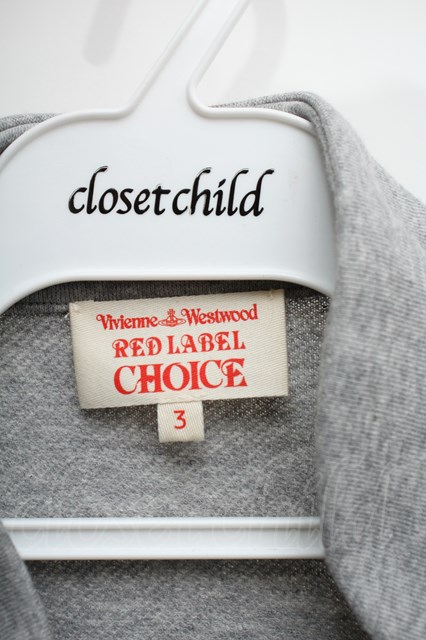 closetchild
Vivienne Westwood
RED LABEL
CHOICE
3